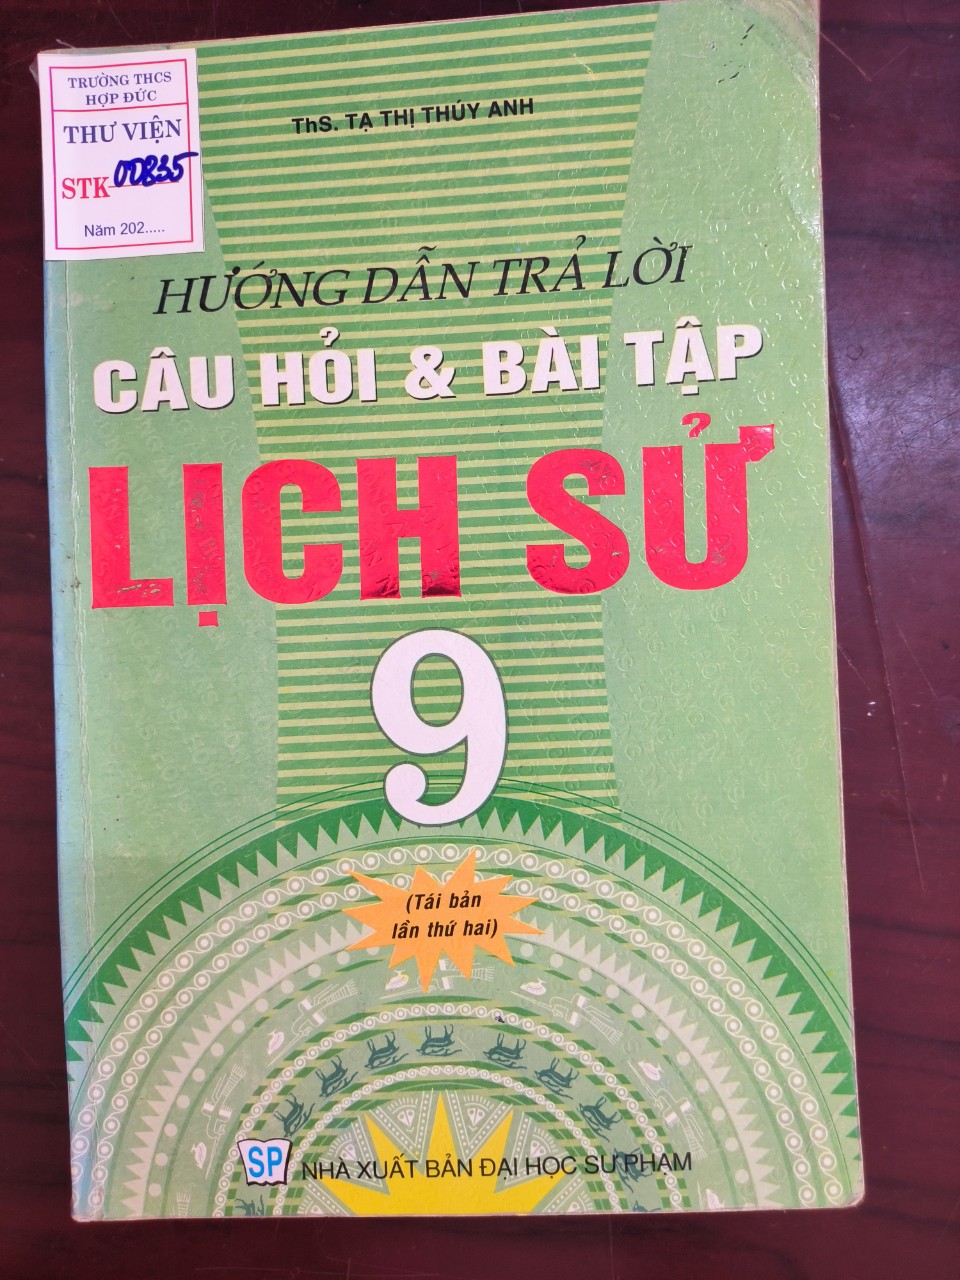 TRƯỜNG THCS
HỢP ĐỨC
THƯ VIỆN
STK 00835
Năm 202.....
ThS. TẠ THỊ THÚY ANH
HƯỚNG DẪN TRẢ LỜI
CÂU HỎI & BÀI TẬP
LỊCH SỬ
9
(Tái bản
lần thứ hai)
SP NHÀ XUẤT BẢN ĐẠI HỌC SƯ PHẠM